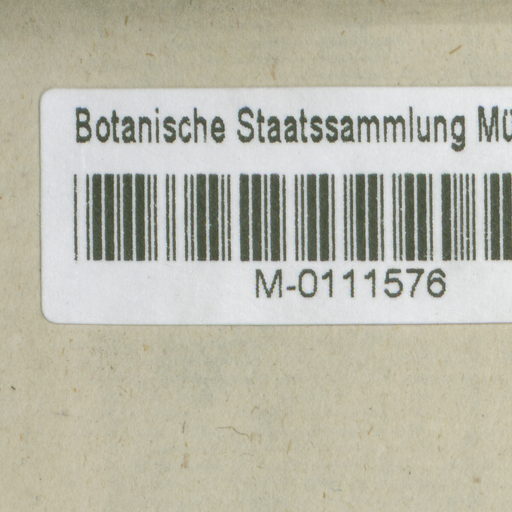 Botanische Staatssammlung Mü
M-0111576